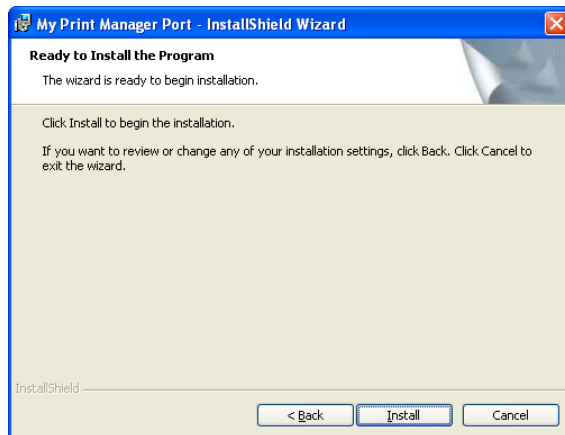 My Print Manager Port - InstallShield Wizard
Ready to Install the Program
The wizard is ready to begin installation.
Click Install to begin the installation.
If you want to review or change any of your installation settings, click Back. Click Cancel to
exit the wizard.
InstallShield
< Back
Install
Cancel